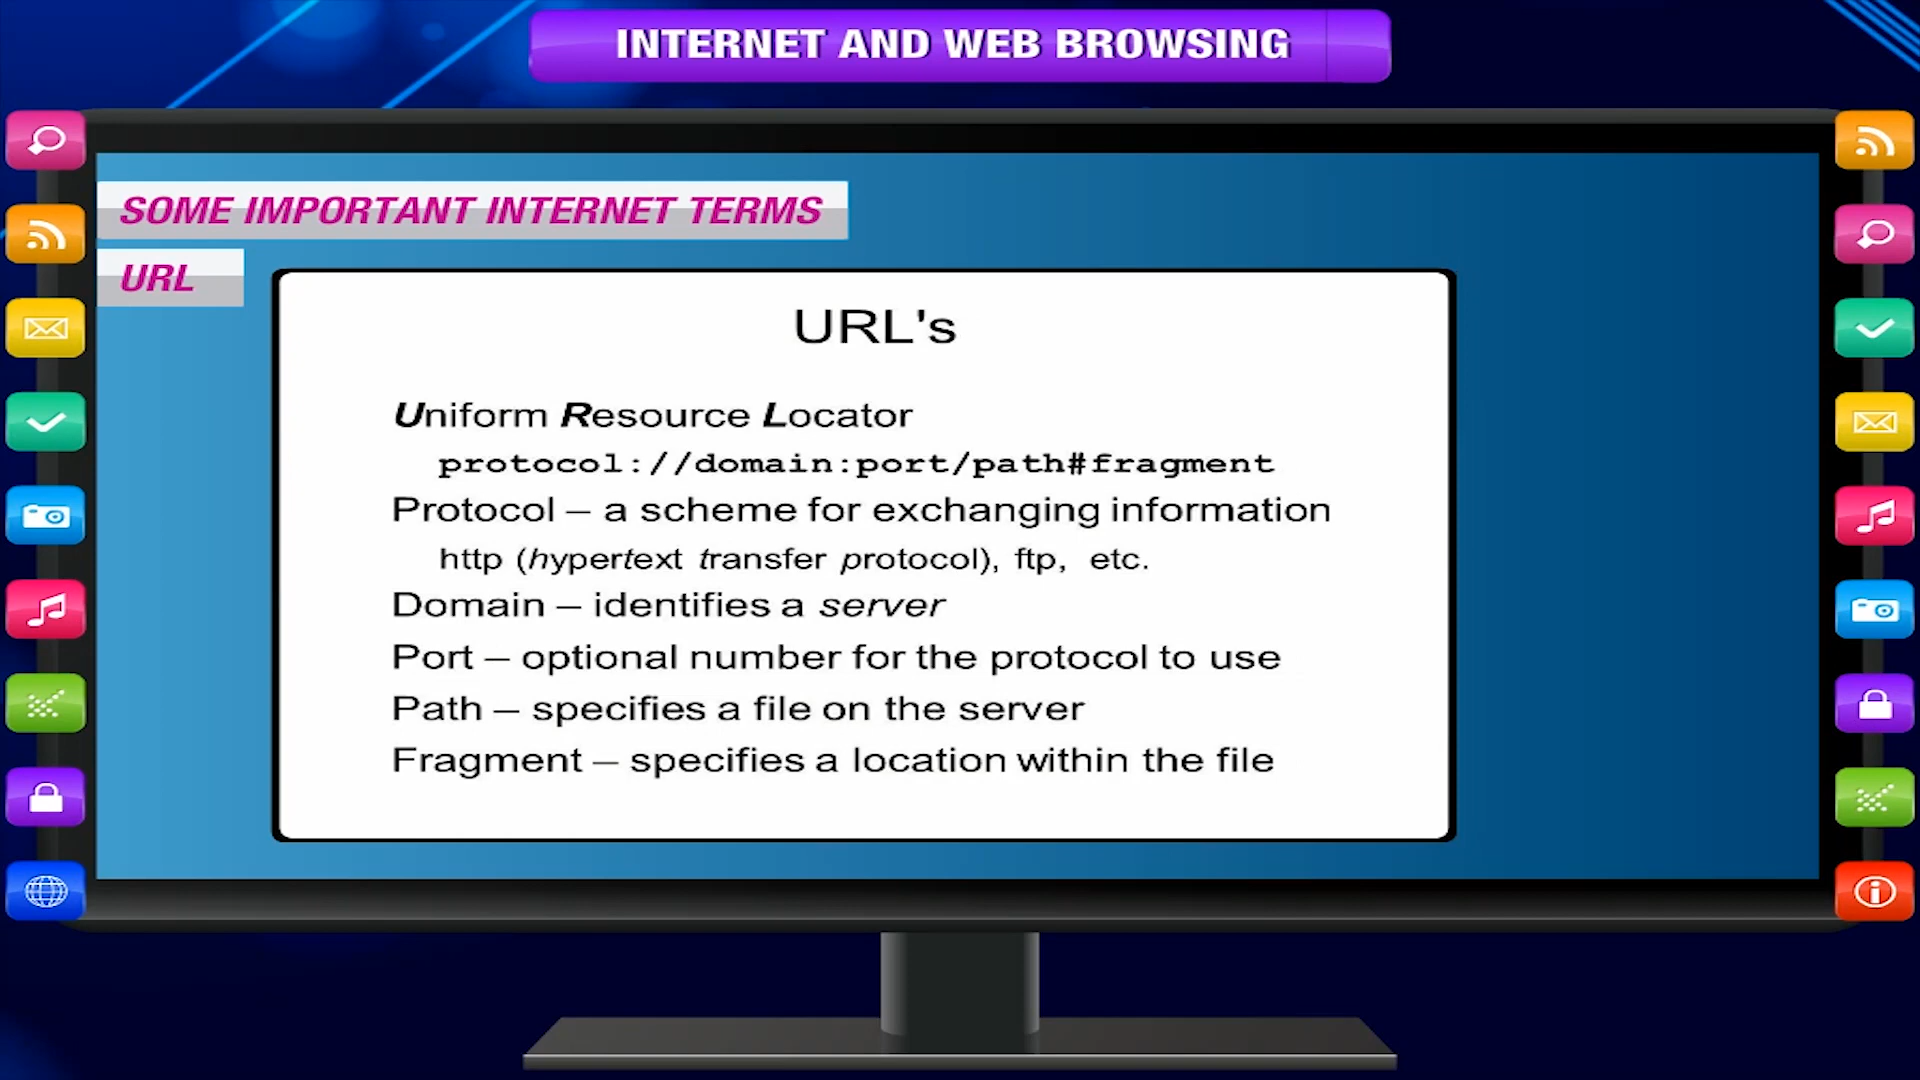 INTERNET AND WEB BROWSING
SOME IMPORTANT INTERNET TERMS
URL
URL's
Uniform Resource Locator
protocol://domain:port/path#fragment
Protocol – a scheme for exchanging information
http (hypertext transfer protocol), ftp, etc.
Domain – identifies a server
Port – optional number for the protocol to use
Path – specifies a file on the server
Fragment – specifies a location within the file